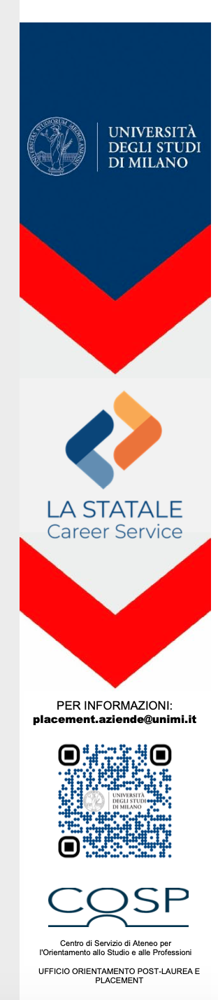 UNIVERSITÀ
DEGLI STUDI
DI MILANO
LA STATALE
Career Service
PER INFORMAZIONI:
placement.aziende@unimi.it
UNIVERSITÀ
DEGLI STUDI
DI MILANO
COSP
Centro di Servizio di Ateneo per
l'Orientamento allo Studio e alle Professioni
UFFICIO ORIENTAMENTO POST-LAUREA E
PLACEMENT